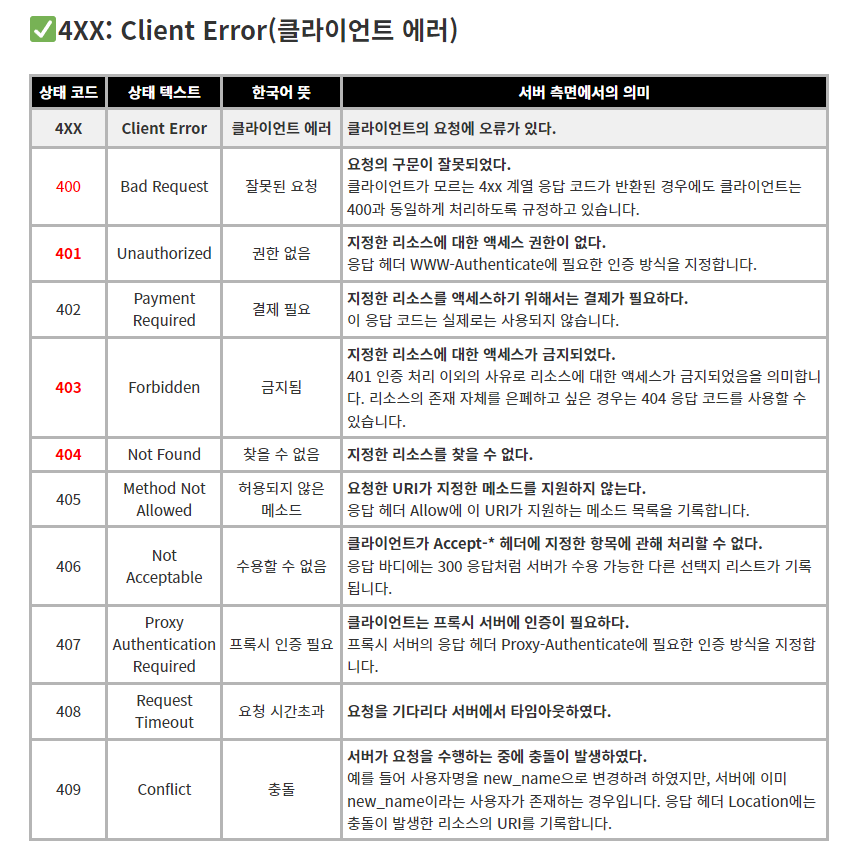 ✅4XX: Client Error(클라이언트 에러)
상태 코드 상태 텍스트 한국어 뜻 서버 측면에서의 의미
4XX Client Error 클라이언트 에러 클라이언트의 요청에 오류가 있다.
400 Bad Request 잘못된 요청 요청의 구문이 잘못되었다.
클라이언트가 모르는 4xx 계열 응답 코드가 반환된 경우에도 클라이언트는
400과 동일하게 처리하도록 규정하고 있습니다.
401 Unauthorized 권한 없음 지정한 리소스에 대한 액세스 권한이 없다.
응답 헤더 WWW-Authenticate에 필요한 인증 방식을 지정합니다.
402 Payment
Required 결제 필요 지정한 리소스를 액세스하기 위해서는 결제가 필요하다.
이 응답 코드는 실제로는 사용되지 않습니다.
403 Forbidden 금지됨 지정한 리소스에 대한 액세스가 금지되었다.
401 인증 처리 이외의 사유로 리소스에 대한 액세스가 금지되었음을 의미합니
다. 리소스의 존재 자체를 은폐하고 싶은 경우는 404 응답 코드를 사용할 수
있습니다.
404 Not Found 찾을 수 없음 지정한 리소스를 찾을 수 없다.
405 Method Not
Allowed 허용되지 않은
메소드 요청한 URI가 지정한 메소드를 지원하지 않는다.
응답 헤더 Allow에 이 URI가 지원하는 메소드 목록을 기록합니다.
406 Not
Acceptable 수용할 수 없음 클라이언트가 Accept-* 헤더에 지정한 항목에 관해 처리할 수 없다.
응답 바디에는 300 응답처럼 서버가 수용 가능한 다른 선택지 리스트가 기록
됩니다.
407 Proxy
Authentication
Required 프록시 인증 필요 클라이언트는 프록시 서버에 인증이 필요하다.
프록시 서버의 응답 헤더 Proxy-Authenticate에 필요한 인증 방식을 지정합
니다.
408 Request
Timeout 요청 시간초과 요청을 기다리다 서버에서 타임아웃하였다.
409 Conflict 충돌 서버가 요청을 수행하는 중에 충돌이 발생하였다.
예를 들어 사용자명을 new_name으로 변경하려 하였지만, 서버에 이미
new_name이라는 사용자가 존재하는 경우입니다. 응답 헤더 Location에는
충돌이 발생한 리소스의 URI를 기록합니다.